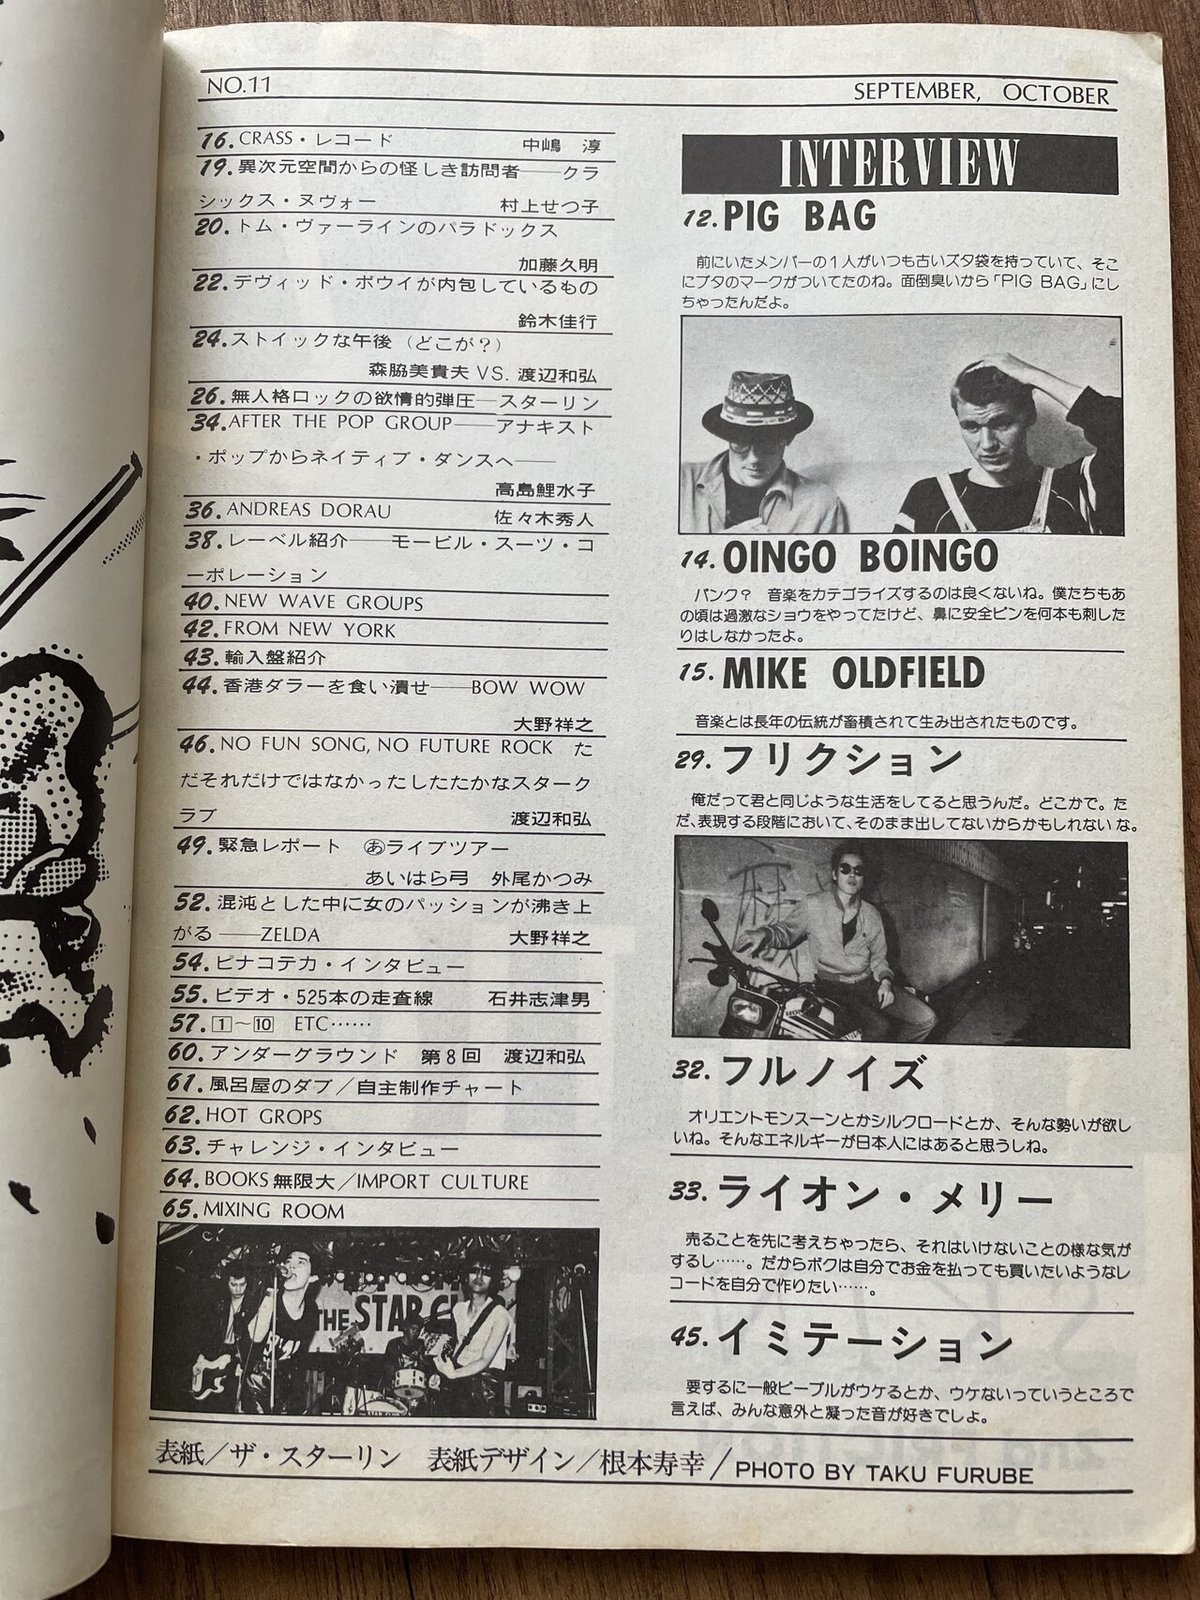 NO.11
SEPTEMBER, OCTOBER
16.CRASS・レコード 中嶋 淳
19.異次元空間からの怪しき訪問者――クラ
シックス・ヌヴォー 村上せつ子
20.トム・ヴァーラインのパラドックス
加藤久明
22.デヴィッド・ボウイが内包しているもの
鈴木佳行
24.ストイックな午後（どこが？）
森脇美貴夫 VS. 渡辺和弘
26.無人格ロックの欲情的弾圧―スターリン
34.AFTER THE POP GROUP――アナキスト
・ポップからネイティブ・ダンスへ――
高島鯉水子
36.ANDREAS DORAU 佐々木秀人
38.レーベル紹介――モービル・スーツ・コ
ーポレーション
40.NEW WAVE GROUPS
42.FROM NEW YORK
43.輸入盤紹介
44.香港ダラーを食い潰せ――BOW WOW
大野祥之
46.NO FUN SONG, NO FUTURE ROCK た
だそれだけではなかったしたたかなスターク
ラブ 渡辺和弘
49.緊急レポート ㋐ライブツアー
あいはら弓 外尾かつみ
52.混沌とした中に女のパッションが沸き上
がる――ZELDA 大野祥之
54.ピナコテカ・インタビュー
55.ビデオ・525本の走査線 石井志津男
57.1～10 ETC……
60.アンダーグラウンド 第8回 渡辺和弘
61.風呂屋のダブ／自主制作チャート
62.HOT GROPS
63.チャレンジ・インタビュー
64.BOOKS無限大／IMPORT CULTURE
65.MIXING ROOM
THE STAR CL
INTERVIEW
12.PIG BAG
前にいたメンバーの1人がいつも古いズタ袋を持っていて、そこ
にブタのマークがついてたのね。面倒臭いから「PIG BAG」にし
ちゃったんだよ。
14.OINGO BOINGO
パンク？ 音楽をカテゴライズするのは良くないね。僕たちもあ
の頃は過激なショウをやってたけど、鼻に安全ピンを何本も刺した
りはしなかったよ。
15.MIKE OLDFIELD
音楽とは長年の伝統が畜積されて生み出されたものです。
29.フリクション
俺だって君と同じような生活をしてると思うんだ。どこかで。た
だ、表現する段階において、そのまま出してないからかもしれないな。
HONDA
32.フルノイズ
オリエントモンスーンとかシルクロードとか、そんな勢いが欲し
いね。そんなエネルギーが日本人にはあると思うしね。
33.ライオン・メリー
売ることを先に考えちゃったら、それはいけないことの様な気が
するし……。だからボクは自分でお金を払っても買いたいようなレ
コードを自分で作りたい……。
45.イミテーション
要するに一般ピープルがウケるとか、ウケないっていうところで
言えば、みんな意外と凝った音が好きでしょ。
表紙／ザ・スターリン 表紙デザイン／根本寿幸／PHOTO BY TAKU FURUBE